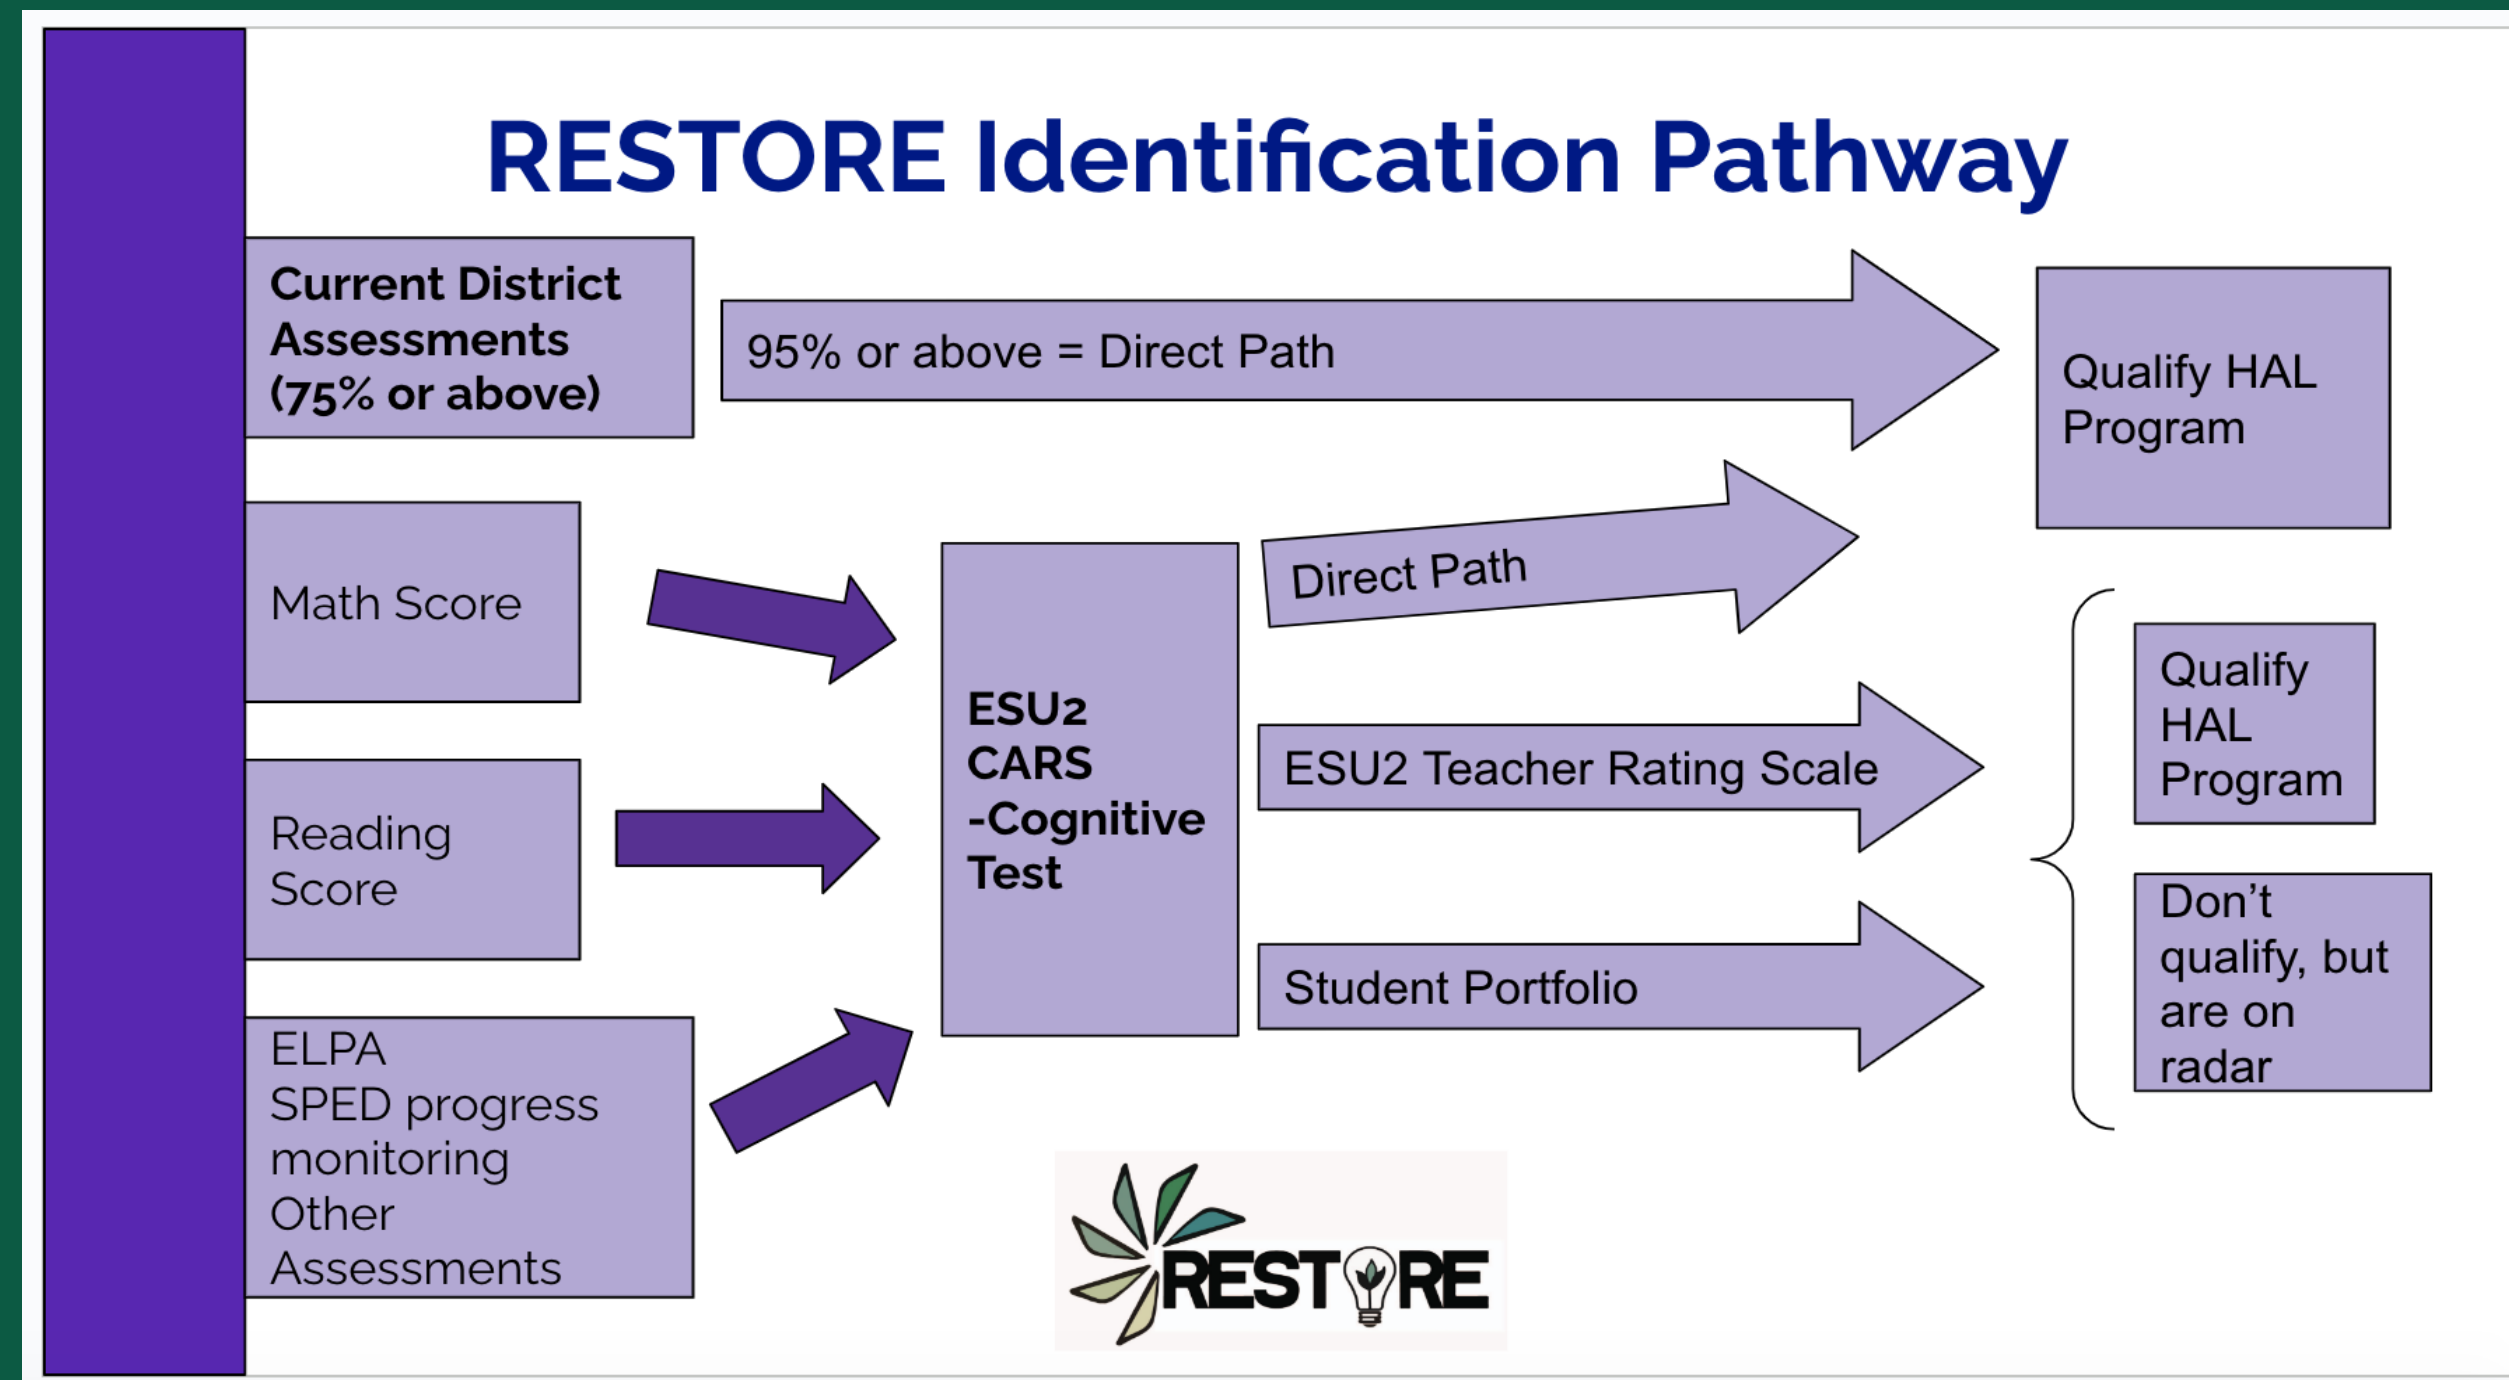 RESTORE Identification Pathway
Current District
Assessments
(75% or above)
95% or above = Direct Path
Qualify HAL
Program
Math Score
Reading
Score
ELPA
SPED progress
monitoring
Other
Assessments
ESU2
CARS
-Cognitive
Test
Direct Path
ESU2 Teacher Rating Scale
Student Portfolio
Qualify
HAL
Program
Don’t
qualify, but
are on
radar
RESTORE